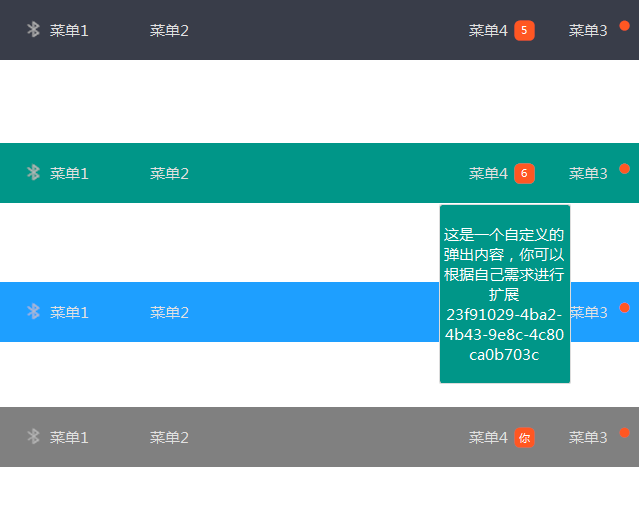 菜单1 菜单2 菜单4 5 菜单3
菜单1 菜单2 菜单4 6 菜单3
这是一个自定义的
弹出内容，你可以
根据自己需求进行
扩展
23f91029-4ba2-
4b43-9e8c-4c80
ca0b703c
菜单1 菜单2 菜单3
菜单1 菜单2 菜单4 你 菜单3